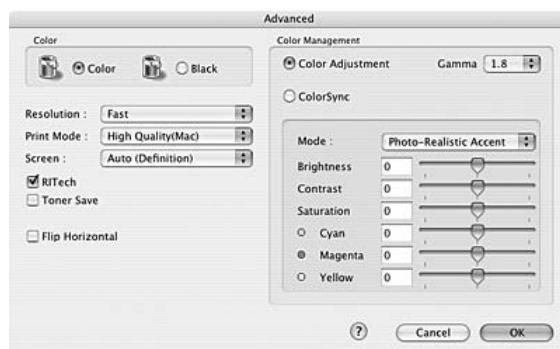 Advanced
Color
Color
Black
Resolution : Fast
Print Mode : High Quality(Mac)
Screen : Auto (Definition)
RITech
Toner Save
Flip Horizontal
Color Management
Color Adjustment Gamma 1.8
ColorSync
Mode : Photo-Realistic Accent
Brightness 0
Contrast 0
Saturation 0
Cyan 0
Magenta 0
Yellow 0
? Cancel OK